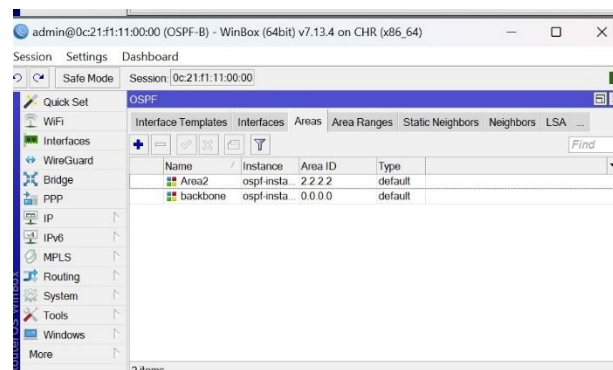 admin@0c:21:f1:11:00:00 (OSPF-B) - WinBox (64bit) v7.13.4 on CHR (x86_64)
Session Settings Dashboard
Safe Mode Session: 0c:21:f1:11:00:00
Quick Set
WiFi
Interfaces
WireGuard
Bridge
PPP
IP
IPv6
MPLS
Routing
System
Tools
Windows
More
OSPF
Interface Templates Interfaces Areas Area Ranges Static Neighbors Neighbors LSA ...
Find
Name Instance Area ID Type
Area2 ospf-insta... 2.2.2.2 default
backbone ospf-insta... 0.0.0.0 default
2 items